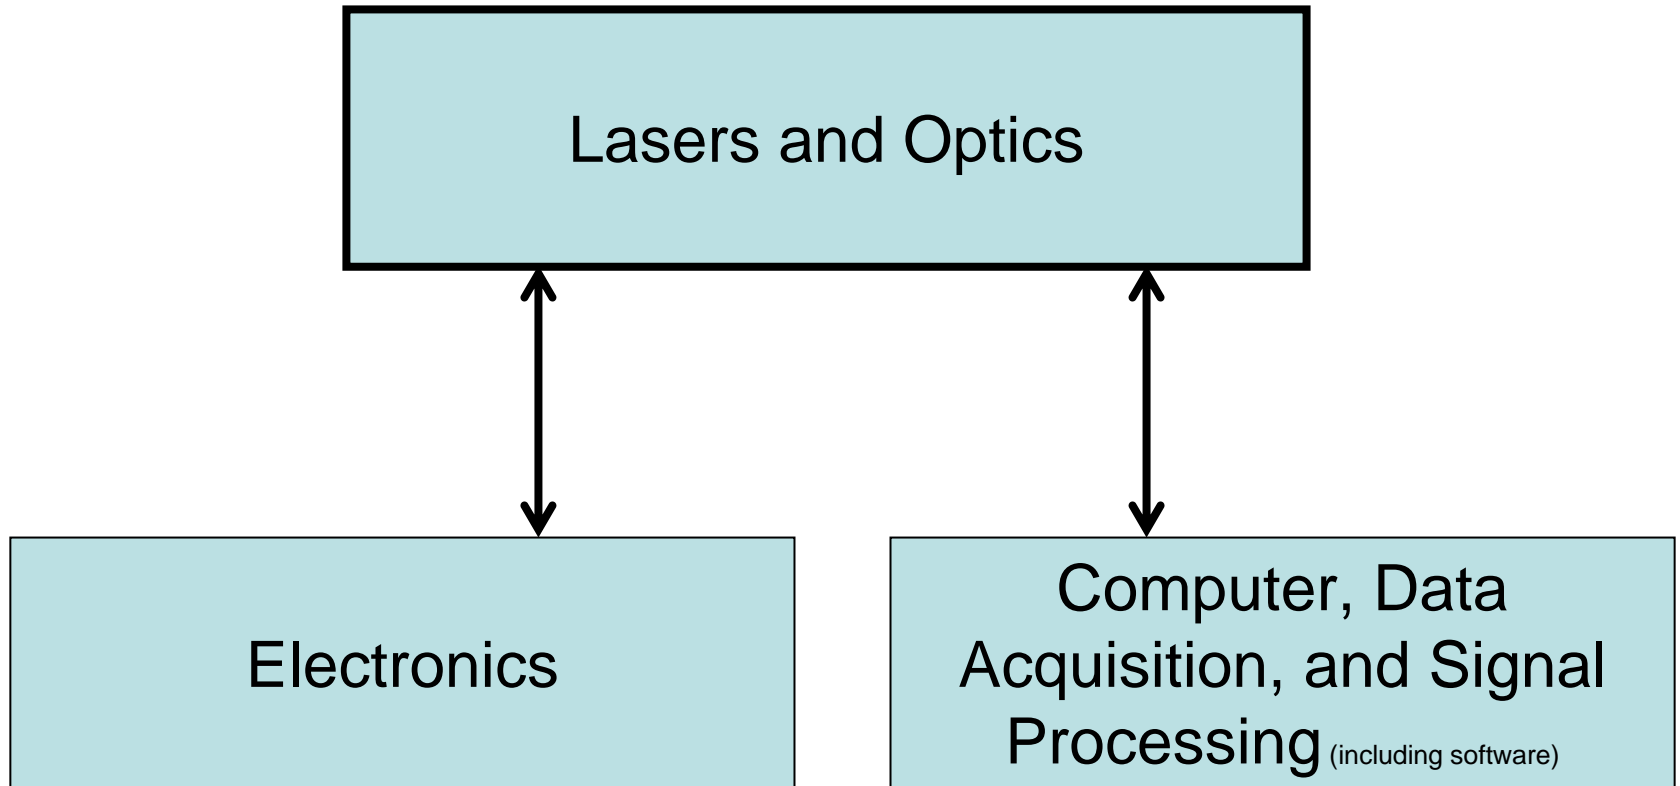 Lasers and Optics
Electronics
Computer, Data
Acquisition, and Signal
Processing (including software)